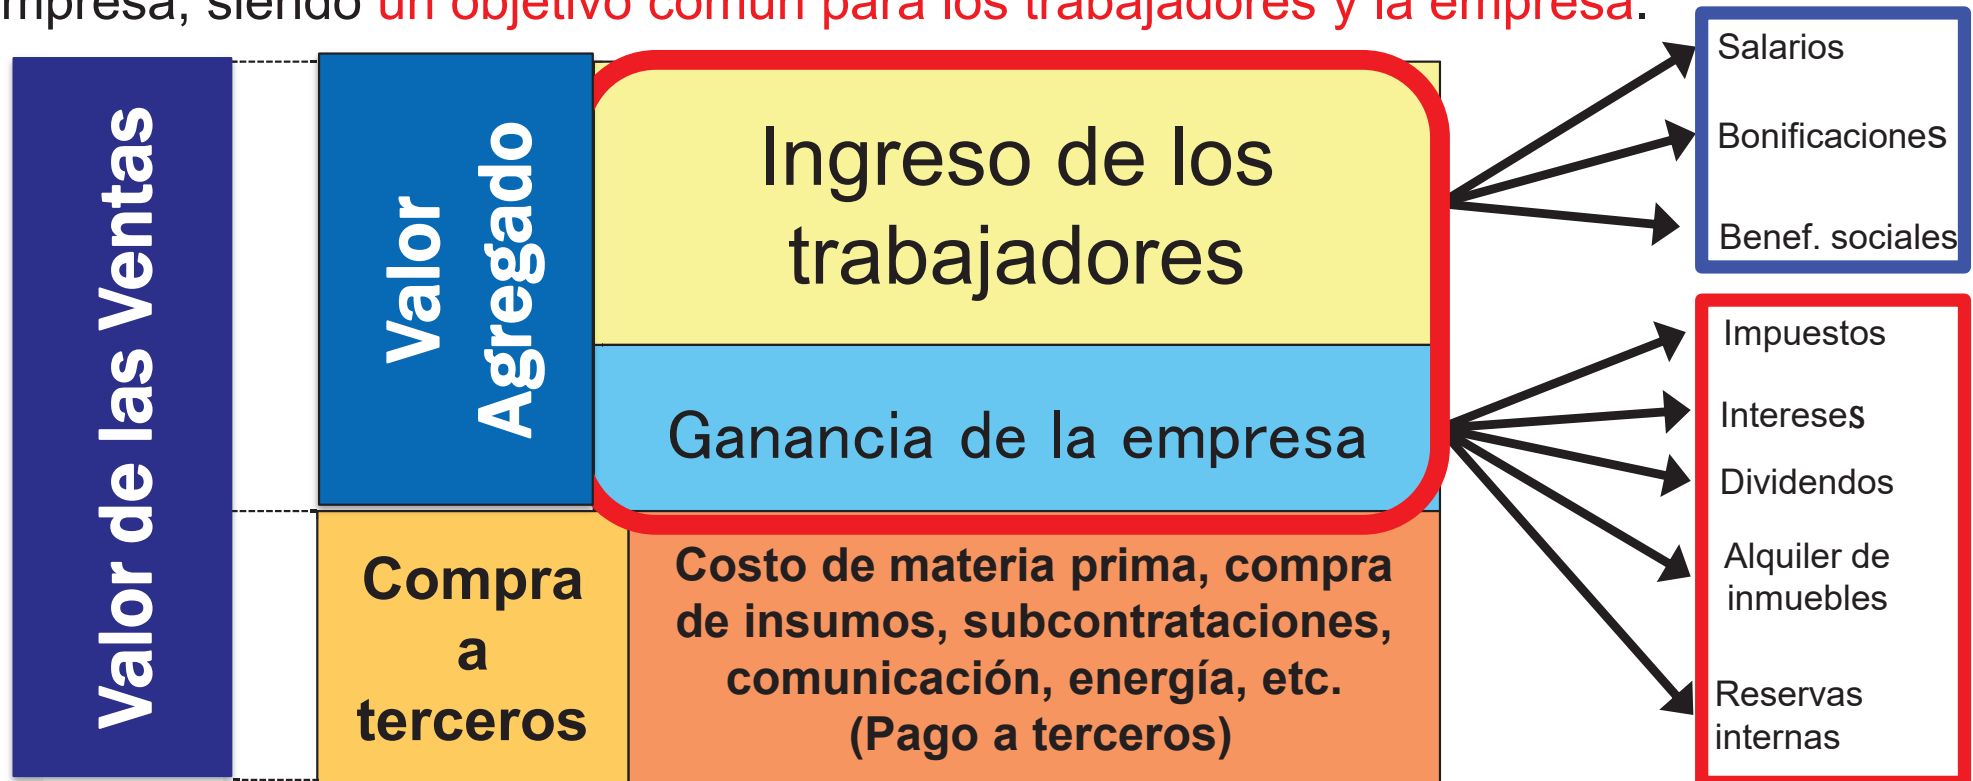 mpresa, siendo un objetivo común para los trabajadores y la empresa.
Valor de las Ventas
Valor
Agregado
Ingreso de los
trabajadores
Ganancia de la empresa
Compra
a
terceros
Costo de materia prima, compra
de insumos, subcontrataciones,
comunicación, energía, etc.
(Pago a terceros)
Salarios
Bonificaciones
Benef. sociales
Impuestos
Intereses
Dividendos
Alquiler de
inmuebles
Reservas
internas